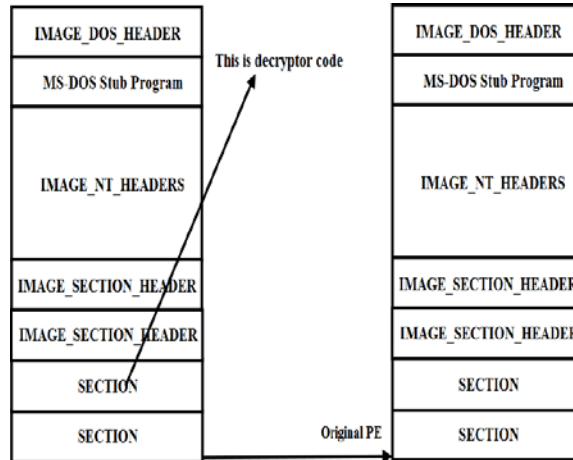 IMAGE_DOS_HEADER
MS-DOS Stub Program
IMAGE_NT_HEADERS
IMAGE_SECTION_HEADER
IMAGE_SECTION_HEADER
SECTION
SECTION
This is decryptor code
Original PE
IMAGE_DOS_HEADER
MS-DOS Stub Program
IMAGE_NT_HEADERS
IMAGE_SECTION_HEADER
IMAGE_SECTION_HEADER
SECTION
SECTION